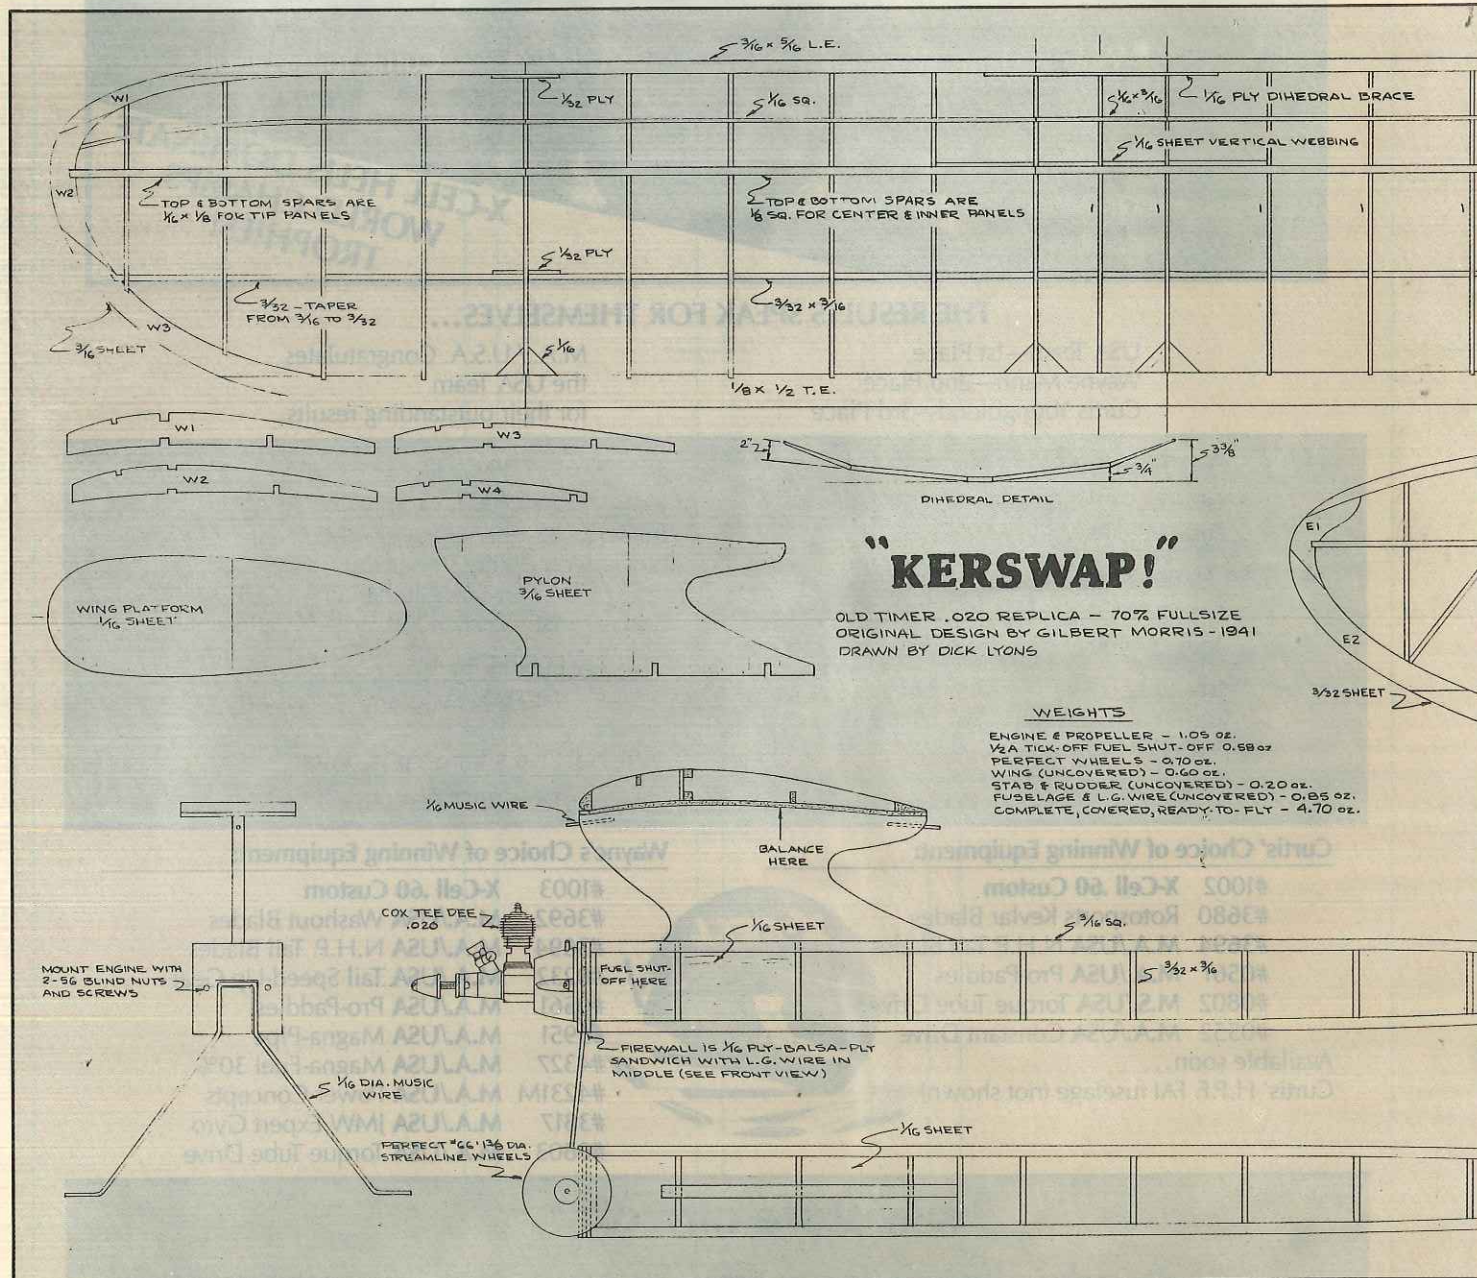 3/16 x 5/16 L.E.
W1
1/32 PLY
1/16 SQ.
1/16 x 3/16
1/16 PLY DIHEDRAL BRACE
1/16 SHEET VERTICAL WEBBING
W2
TOP & BOTTOM SPARS ARE
1/16 x 1/8 FOR TIP PANELS
TOP & BOTTOM SPARS ARE
1/8 SQ. FOR CENTER & INNER PANELS
1/32 PLY
3/32 - TAPER
FROM 3/16 TO 3/32
3/32 x 3/16
W3
3/16 SHEET
1/16
1/8 x 1/2 T.E.
W1
W3
W2
W4
2"
3/4"
3 3/8"
DIHEDRAL DETAIL
"KERSWAP!"
OLD TIMER .020 REPLICA - 70% FULLSIZE
ORIGINAL DESIGN BY GILBERT MORRIS - 1941
DRAWN BY DICK LYONS
PYLON
3/16 SHEET
WING PLATFORM
1/16 SHEET
E1
E2
3/32 SHEET
WEIGHTS
ENGINE & PROPELLER - 1.05 oz.
1/2A TICK-OFF FUEL SHUT-OFF 0.58 oz
PERFECT WHEELS - 0.70 oz.
WING (UNCOVERED) - 0.60 oz.
STAB & RUDDER (UNCOVERED) - 0.20 oz.
FUSELAGE & L.G. WIRE (UNCOVERED) - 0.85 oz.
COMPLETE, COVERED, READY-TO-FLY - 4.70 oz.
1/16 MUSIC WIRE
BALANCE
HERE
COX TEE DEE
.020
1/16 SHEET
3/16 SQ.
MOUNT ENGINE WITH
2-56 BLIND NUTS
AND SCREWS
FUEL SHUT-
OFF HERE
3/32 x 3/16
FIREWALL IS 1/16 PLY-BALSA-PLY
SANDWICH WITH L.G. WIRE IN
MIDDLE (SEE FRONT VIEW)
1/16 DIA. MUSIC
WIRE
1/16 SHEET
PERFECT #66 - 1 3/8 DIA.
STREAMLINE WHEELS